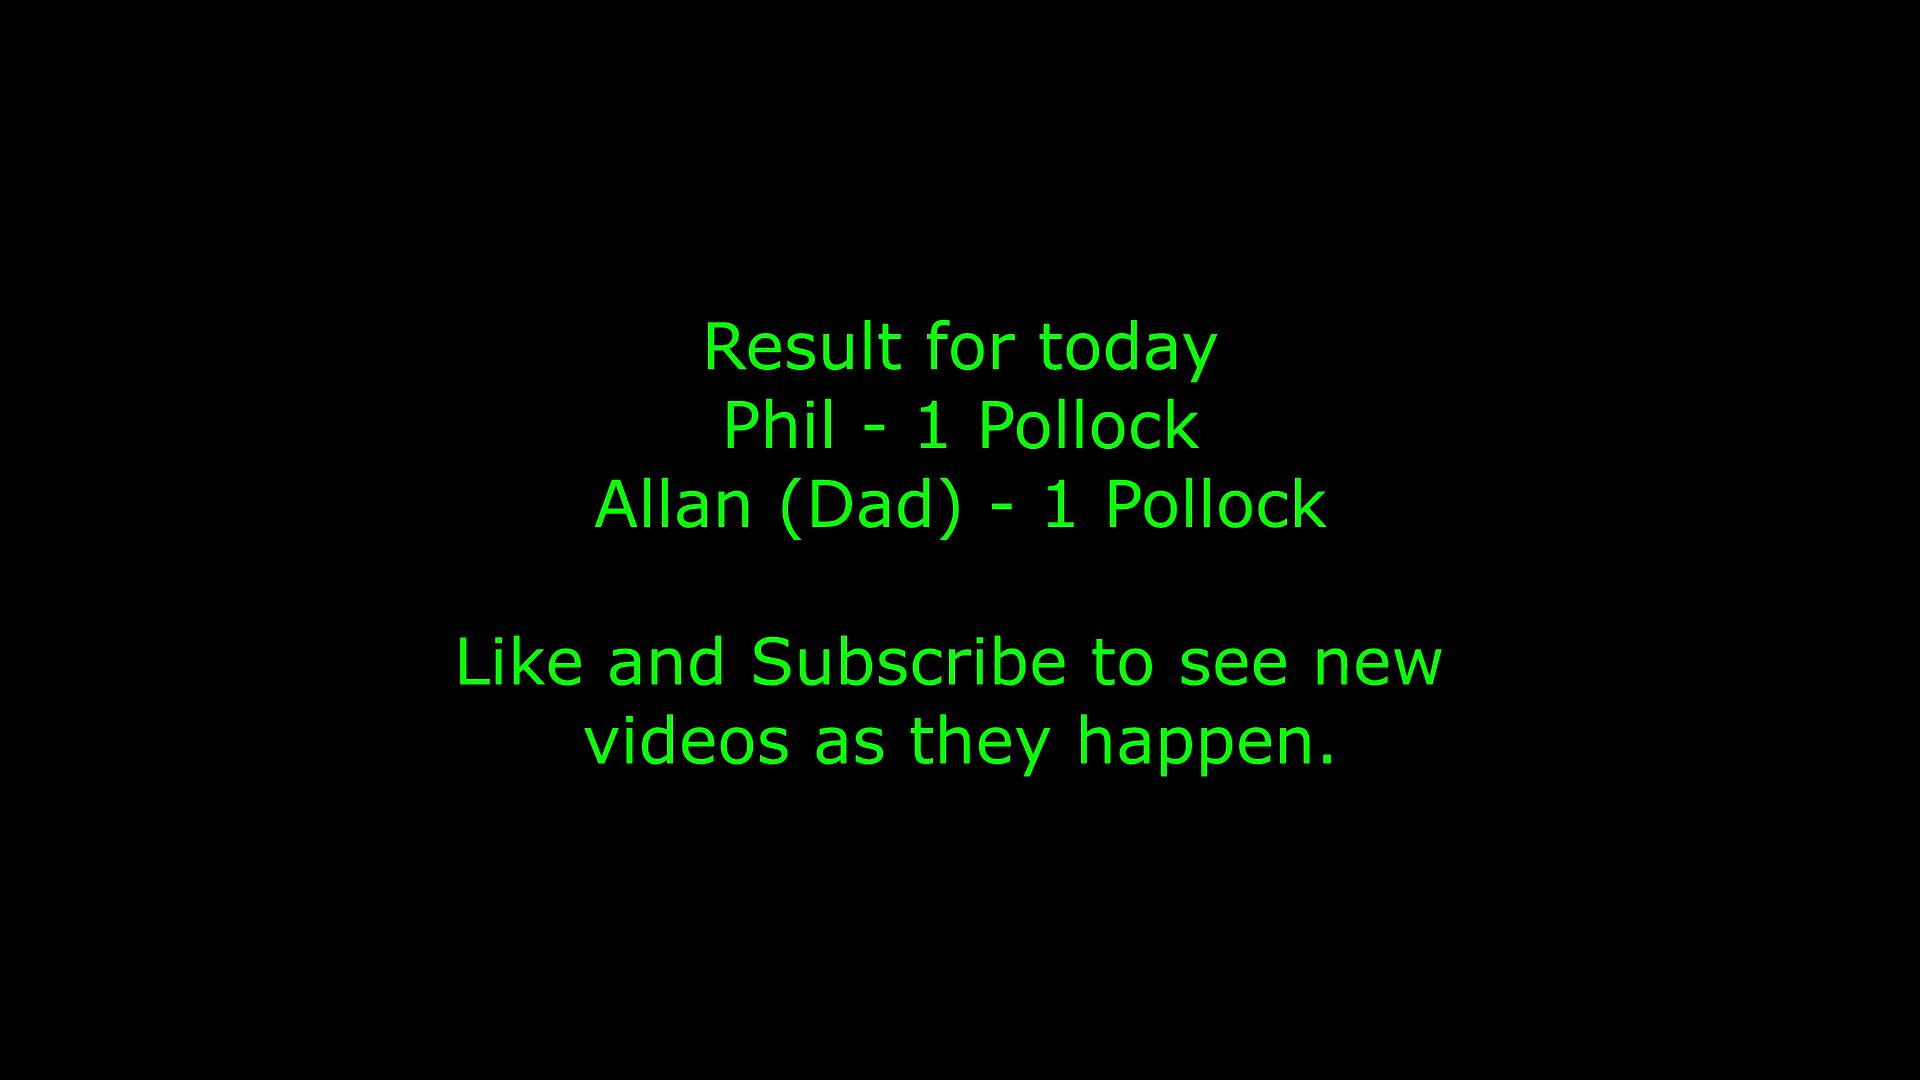 Result for today
Phil - 1 Pollock
Allan (Dad) - 1 Pollock
Like and Subscribe to see new
videos as they happen.